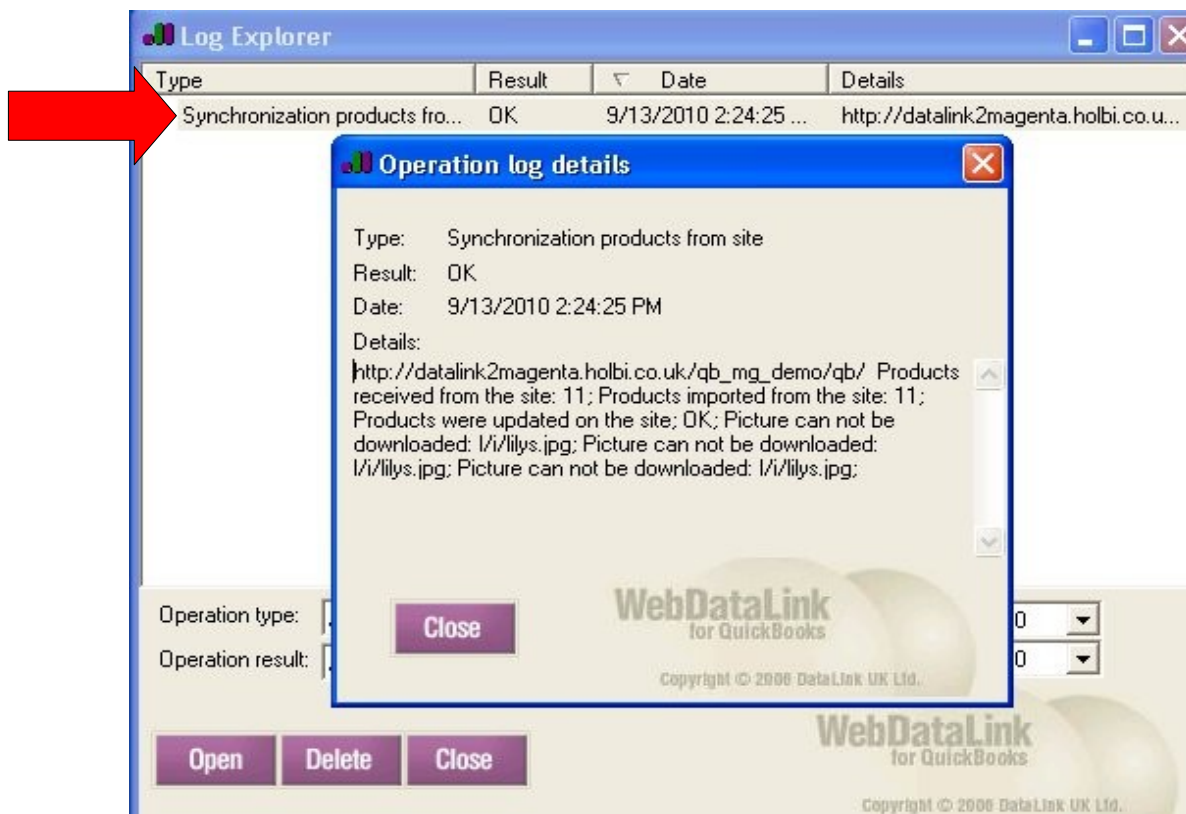 Log Explorer
Type Result Date Details
Synchronization products fro... OK 9/13/2010 2:24:25 ... http://datalink2magenta.holbi.co.u...
Operation log details
Type: Synchronization products from site
Result: OK
Date: 9/13/2010 2:24:25 PM
Details:
http://datalink2magenta.holbi.co.uk/qb_mg_demo/qb/ Products
received from the site: 11; Products imported from the site: 11;
Products were updated on the site; OK; Picture can not be
downloaded: l/i/lilys.jpg; Picture can not be downloaded:
l/i/lilys.jpg; Picture can not be downloaded: l/i/lilys.jpg;
Close
WebDataLink
for QuickBooks
Copyright © 2006 DataLink UK Ltd.
Operation type: 0
Operation result: 0
Open Delete Close
WebDataLink
for QuickBooks
Copyright © 2006 DataLink UK Ltd.